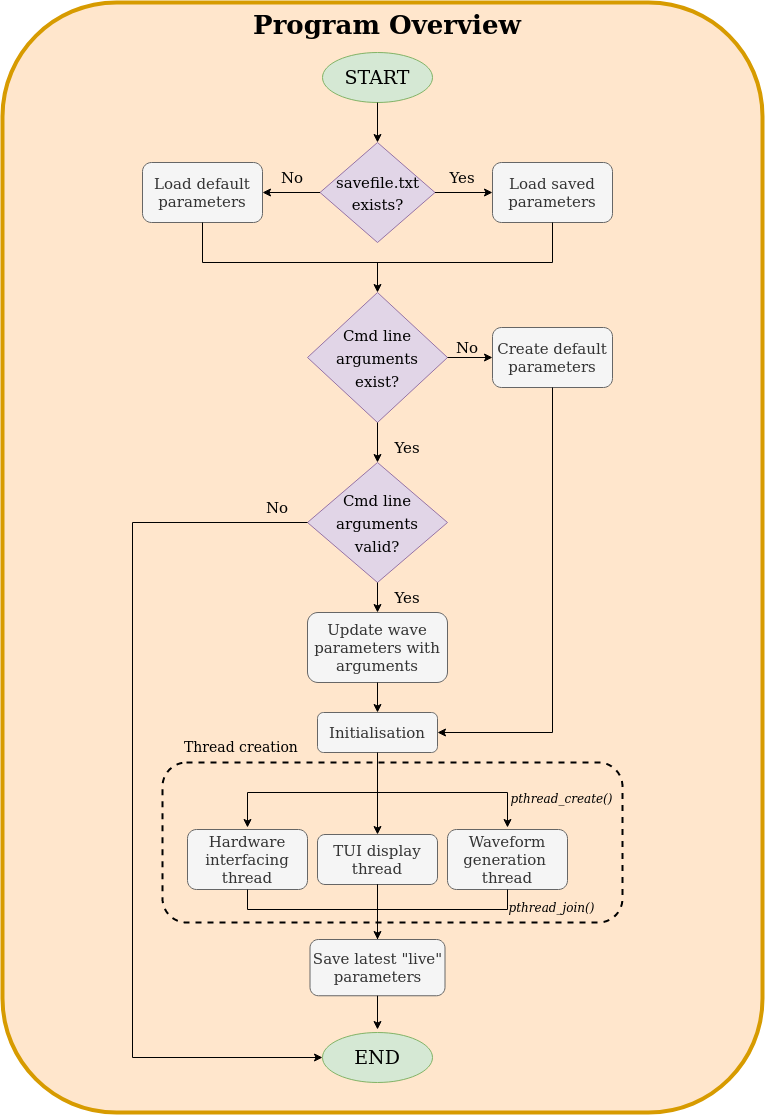 Program Overview
START
No
Yes
Load default
parameters
savefile.txt
exists?
Load saved
parameters
Cmd line
arguments
exist?
No
Create default
parameters
Yes
No
Cmd line
arguments
valid?
Yes
Update wave
parameters with
arguments
Initialisation
Thread creation
pthread_create()
Hardware
interfacing
thread
TUI display
thread
Waveform
generation
thread
pthread_join()
Save latest "live"
parameters
END